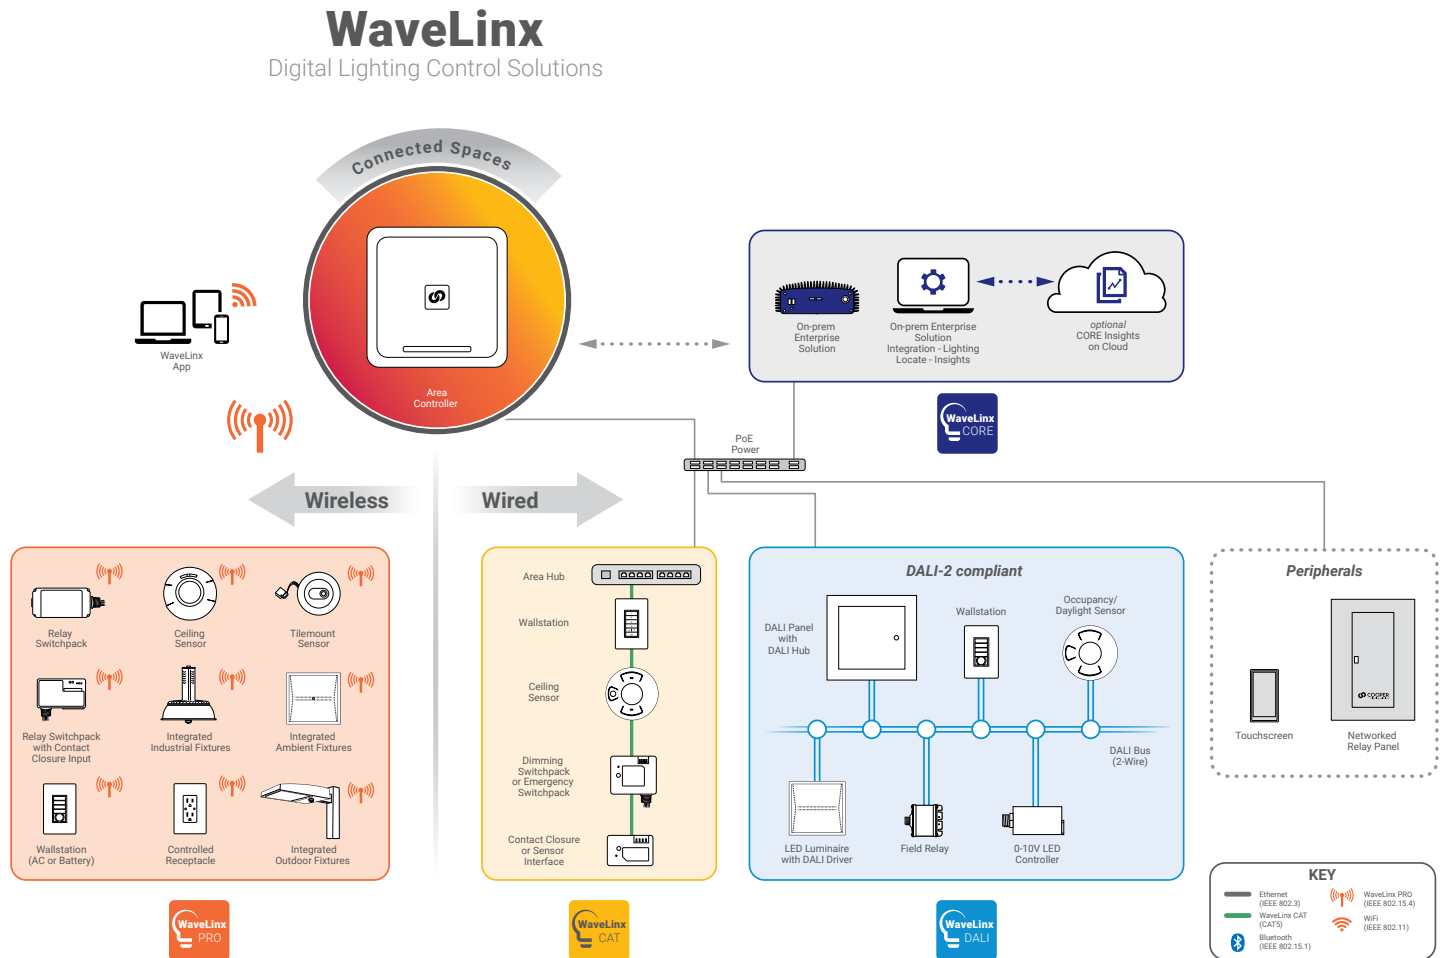 WaveLinx
Digital Lighting Control Solutions
Connected Spaces
Area
Controller
WaveLinx
App
On-prem
Enterprise
Solution
On-prem Enterprise
Solution
Integration - Lighting
Locate - Insights
optional
CORE Insights
on Cloud
WaveLinx
CORE
PoE
Power
Wireless
Wired
Relay
Switchpack
Ceiling
Sensor
Tilemount
Sensor
Relay Switchpack
with Contact
Closure Input
Integrated
Industrial Fixtures
Integrated
Ambient Fixtures
Wallstation
(AC or Battery)
Controlled
Receptacle
Integrated
Outdoor Fixtures
WaveLinx
PRO
Area Hub
Wallstation
Ceiling
Sensor
Dimming
Switchpack
or Emergency
Switchpack
Contact Closure
or Sensor
Interface
WaveLinx
CAT
DALI-2 compliant
DALI Panel
with
DALI Hub
Wallstation
Occupancy/
Daylight Sensor
DALI Bus
(2-Wire)
LED Luminaire
with DALI Driver
Field Relay
0-10V LED
Controller
WaveLinx
DALI
Peripherals
Touchscreen
COOPER
Networked
Relay Panel
KEY
Ethernet
(IEEE 802.3)
WaveLinx CAT
(CAT5)
Bluetooth
(IEEE 802.15.1)
WaveLinx PRO
(IEEE 802.15.4)
WiFi
(IEEE 802.11)